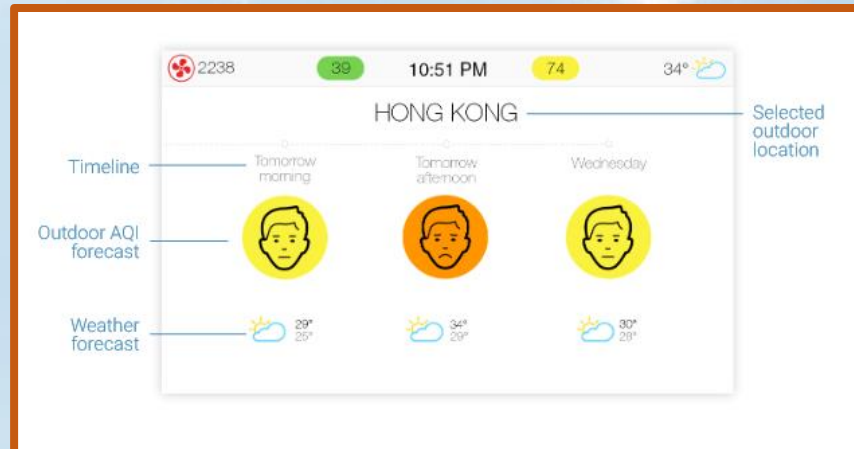 2238 39 10:51 PM 74 34°
HONG KONG
Selected
outdoor
location
Timeline
Tomorrow
morning
Tomorrow
afternoon
Wednesday
Outdoor AQI
forecast
Weather
forecast
29°
25°
34°
29°
30°
28°